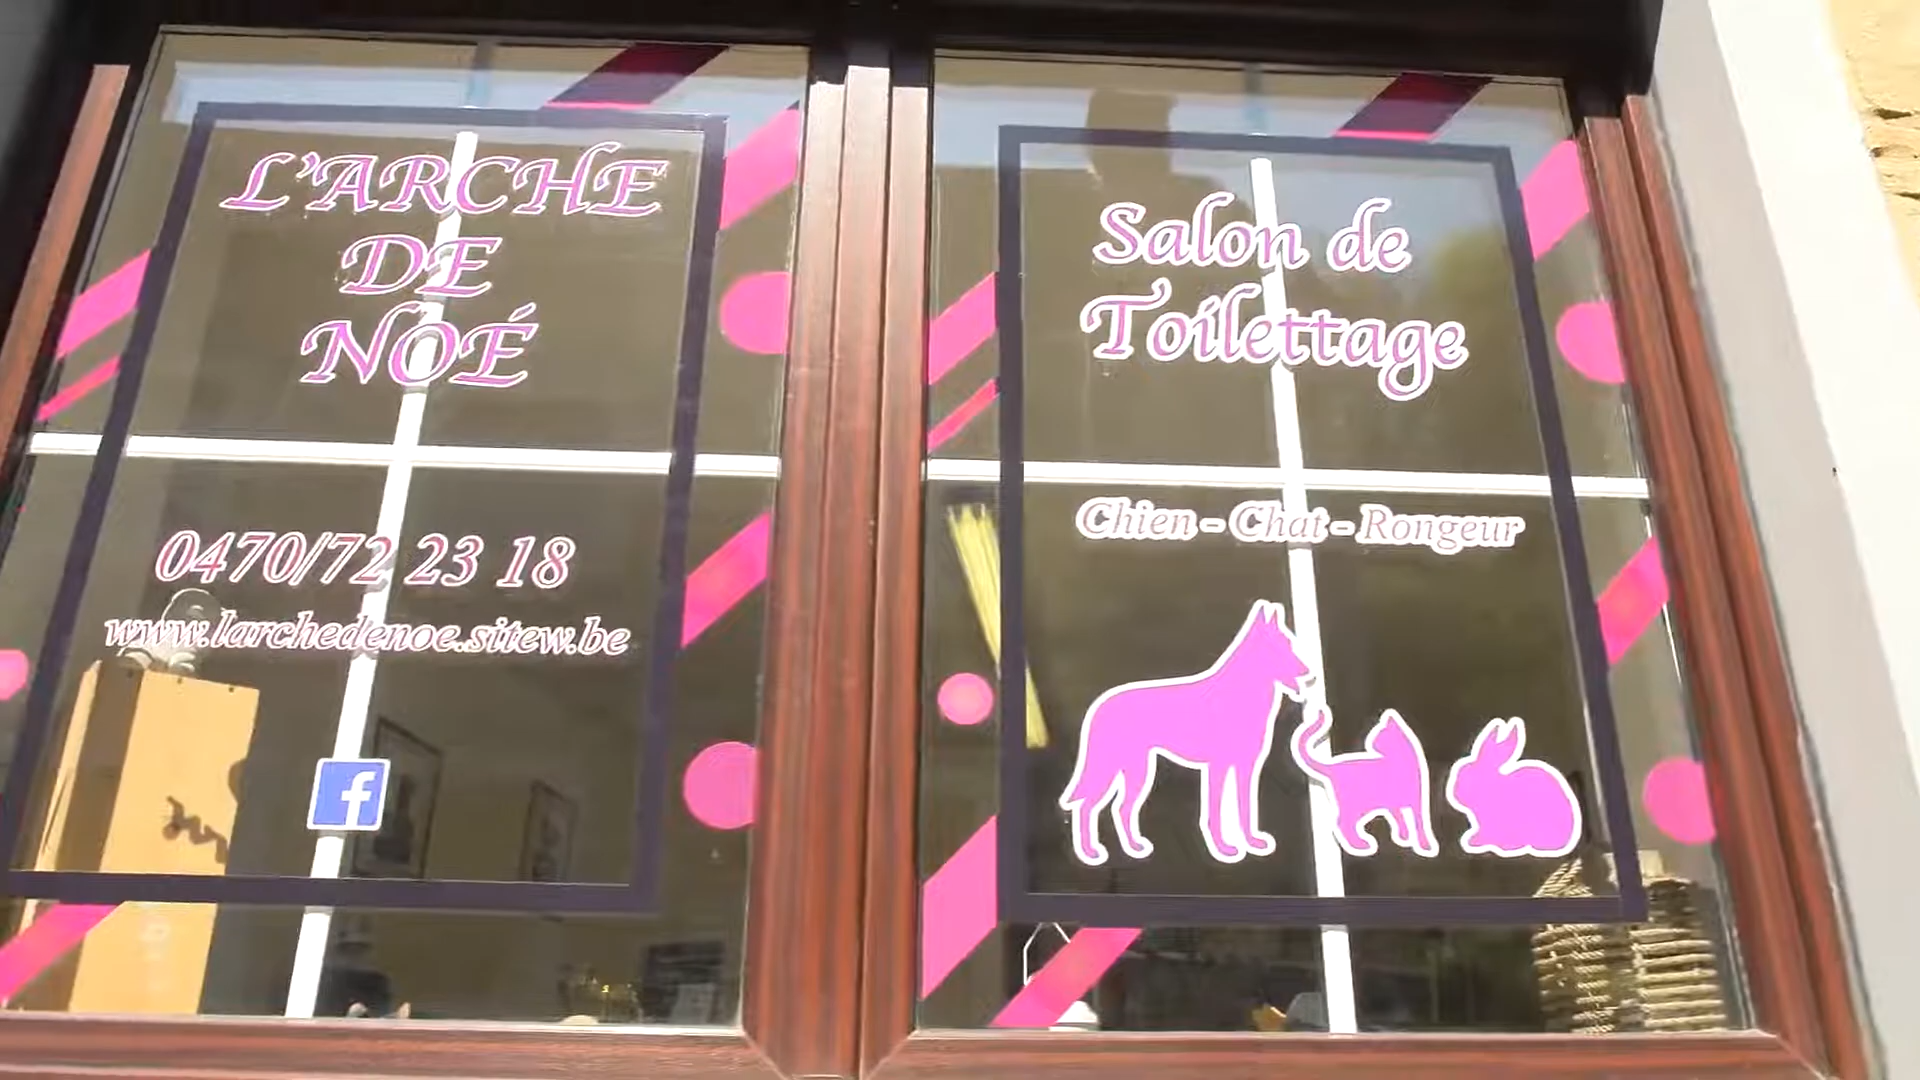 L'ARCHE
DE
NOÉ
0470/72 23 18
www.larchedenoe.sitew.be
f
Salon de
Toilettage
Chien - Chat - Rongeur